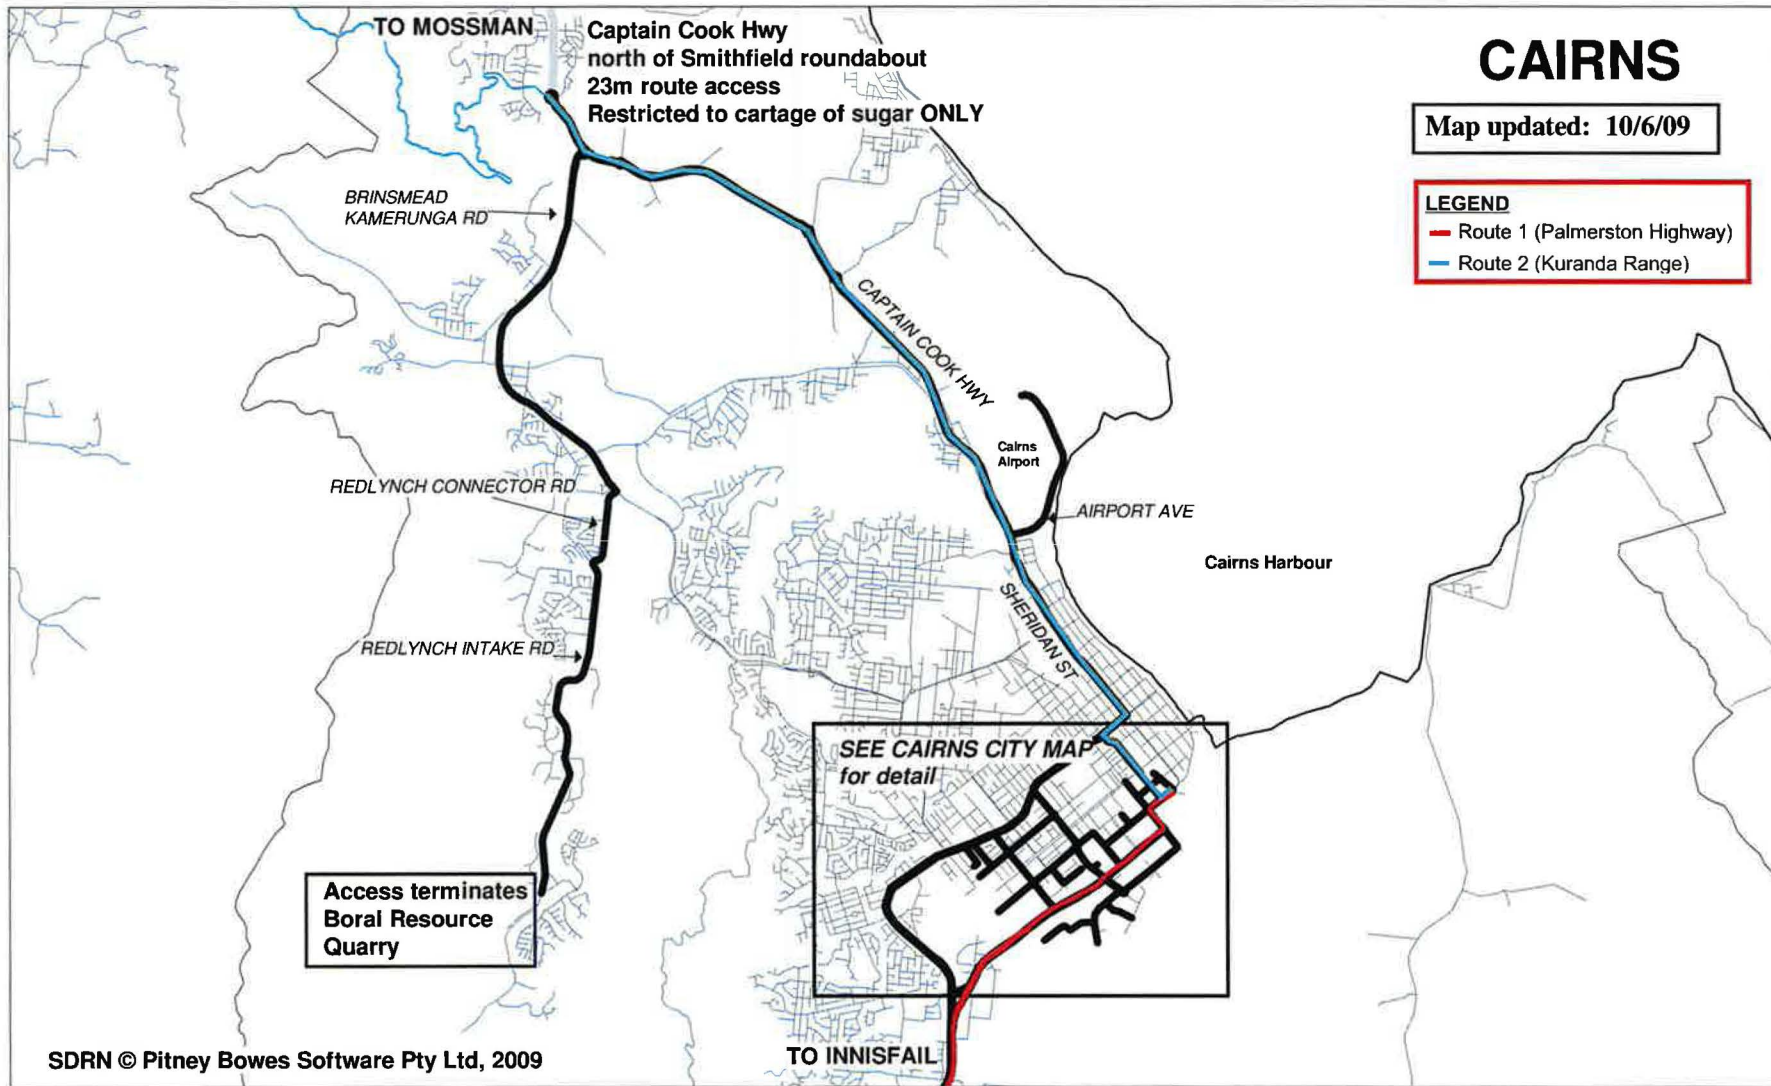 TO MOSSMAN
Captain Cook Hwy
north of Smithfield roundabout
23m route access
Restricted to cartage of sugar ONLY
CAIRNS
Map updated: 10/6/09
LEGEND
Route 1 (Palmerston Highway)
Route 2 (Kuranda Range)
BRINSMEAD
KAMERUNGA RD
CAPTAIN COOK HWY
Cairns
Airport
REDLYNCH CONNECTOR RD
AIRPORT AVE
Cairns Harbour
SHERIDAN ST
REDLYNCH INTAKE RD
SEE CAIRNS CITY MAP
for detail
Access terminates
Boral Resource
Quarry
SDRN © Pitney Bowes Software Pty Ltd, 2009
TO INNISFAIL